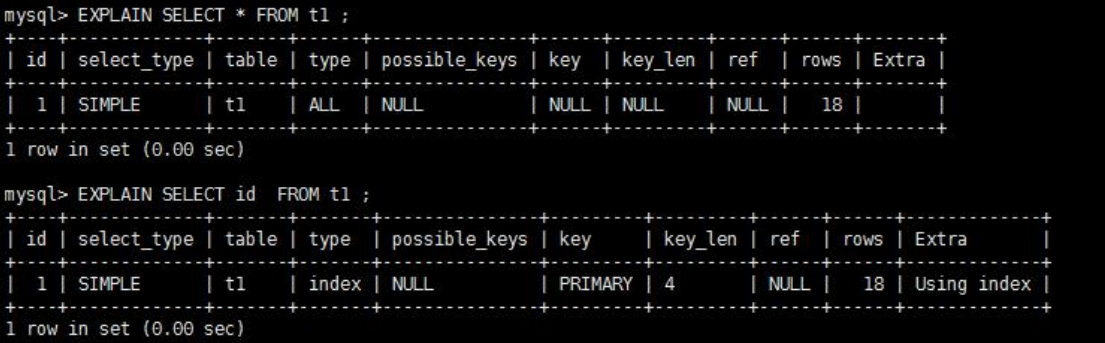 mysql> EXPLAIN SELECT * FROM t1 ;
+----+-------------+-------+------+---------------+------+---------+------+------+-------+
| id | select_type | table | type | possible_keys | key  | key_len | ref  | rows | Extra |
+----+-------------+-------+------+---------------+------+---------+------+------+-------+
|  1 | SIMPLE      | t1    | ALL  | NULL          | NULL | NULL    | NULL |   18 |       |
+----+-------------+-------+------+---------------+------+---------+------+------+-------+
1 row in set (0.00 sec)
mysql> EXPLAIN SELECT id  FROM t1 ;
+----+-------------+-------+-------+---------------+---------+---------+------+------+-------------+
| id | select_type | table | type  | possible_keys | key     | key_len | ref  | rows | Extra       |
+----+-------------+-------+-------+---------------+---------+---------+------+------+-------------+
|  1 | SIMPLE      | t1    | index | NULL          | PRIMARY | 4       | NULL |   18 | Using index |
+----+-------------+-------+-------+---------------+---------+---------+------+------+-------------+
1 row in set (0.00 sec)